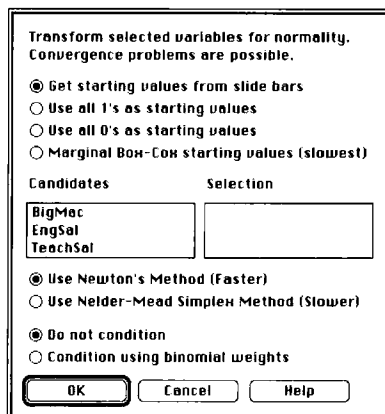 Transform selected variables for normality.
Convergence problems are possible.
Get starting values from slide bars
Use all 1's as starting values
Use all 0's as starting values
Marginal Box-Cox starting values (slowest)
Candidates Selection
BigMac
EngSal
TeachSal
Use Newton's Method (Faster)
Use Nelder-Mead Simplex Method (Slower)
Do not condition
Condition using binomial weights
OK Cancel Help